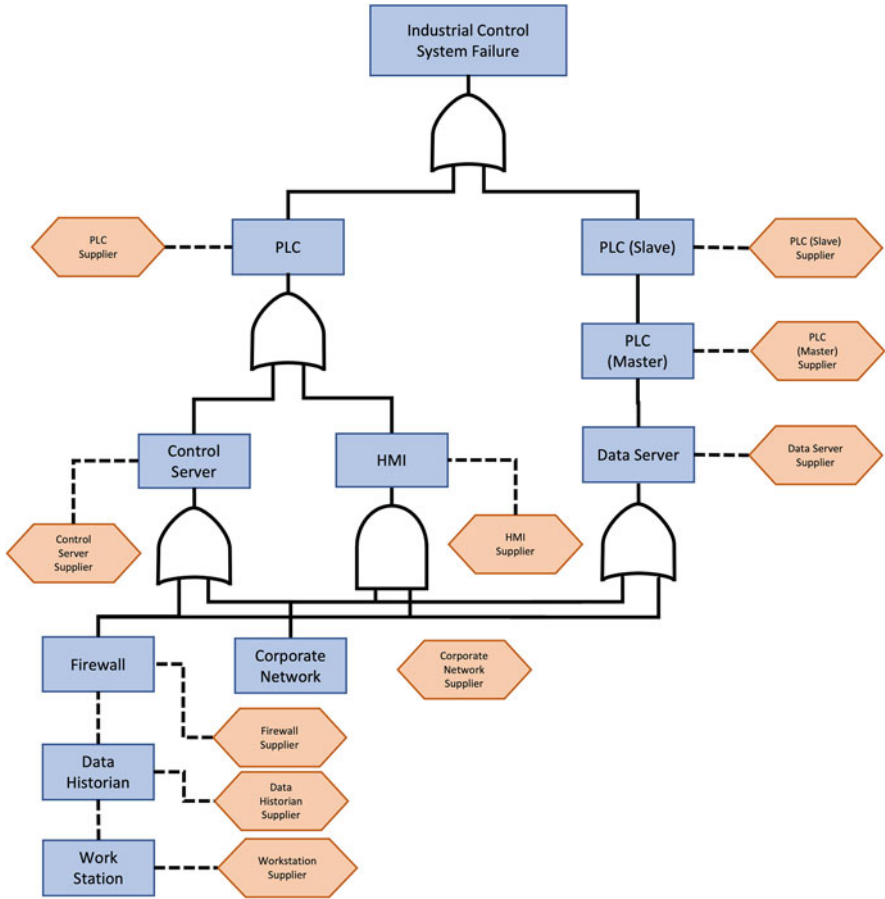 Industrial Control
System Failure
PLC
Supplier
PLC
PLC (Slave)
PLC (Slave)
Supplier
PLC
(Master)
PLC
(Master)
Supplier
Control
Server
HMI
Data Server
Data Server
Supplier
Control
Server
Supplier
HMI
Supplier
Firewall
Corporate
Network
Corporate
Network
Supplier
Firewall
Supplier
Data
Historian
Data
Historian
Supplier
Work
Station
Workstation
Supplier